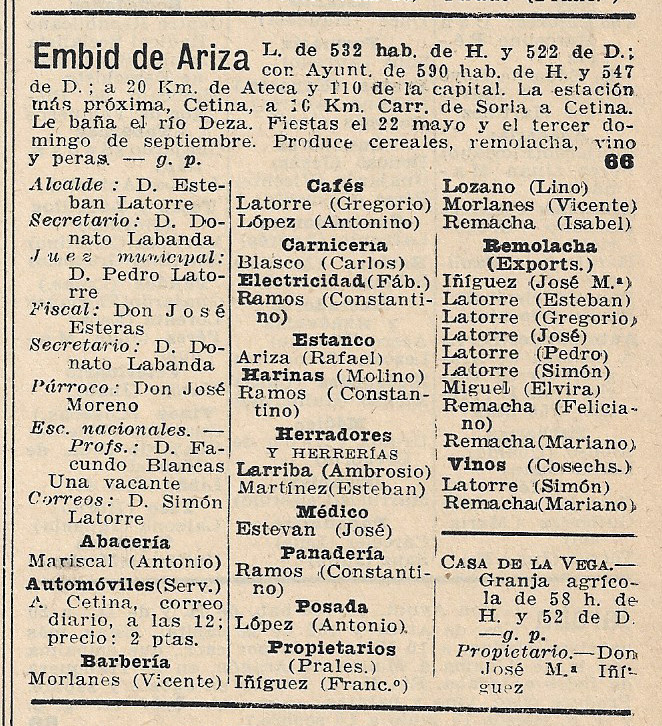 Embid de Ariza L. de 532 hab. de H. y 522 de D.;
con Ayunt. de 590 hab. de H. y 547
de D.; a 20 Km. de Ateca y 110 de la capital. La estación
más próxima, Cetina, a 16 Km. Carr. de Soria a Cetina.
Le baña el río Deza. Fiestas el 22 mayo y el tercer do-
mingo de septiembre. Produce cereales, remolacha, vino
y peras. — g. p. 66
Alcalde: D. Este-
ban Latorre
Secretario: D. Do-
nato Labanda
Juez municipal:
D. Pedro Lato-
rre
Fiscal: Don José
Esteras
Secretario: D. Do-
nato Labanda
Párroco: Don José
Moreno
Esc. nacionales. —
Profs.: D. Fa-
cundo Blancas
Una vacante
Correos: D. Simón
Latorre
Abacería
Mariscal (Antonio)
Automóviles (Serv.)
A Cetina, correo
diario, a las 12;
precio: 2 ptas.
Barbería
Morlanes (Vicente)
Cafés
Latorre (Gregorio)
López (Antonino)
Carnicería
Blasco (Carlos)
Electricidad (Fáb.)
Ramos (Constanti-
no)
Estanco
Ariza (Rafael)
Harinas (Molino)
Ramos (Constan-
tino)
Herradores
Y HERRERÍAS
Larriba (Ambrosio)
Martínez (Esteban)
Médico
Estevan (José)
Panadería
Ramos (Constanti-
no)
Posada
López (Antonio)
Propietarios
(Prales.)
Iñíguez (Franc.º)
Lozano (Lino)
Morlanes (Vicente)
Remacha (Isabel)
Remolacha
(Exports.)
Iñíguez (José M.ª)
Latorre (Esteban)
Latorre (Gregorio)
Latorre (José)
Latorre (Pedro)
Latorre (Simón)
Miguel (Elvira)
Remacha (Felicia-
no)
Remacha (Mariano)
Vinos (Cosechs.)
Latorre (Simón)
Remacha (Mariano)
CASA DE LA VEGA.—
Granja agríco-
la de 58 h. de
H. y 52 de D.
—g. p.
Propietario.—Don
José M.ª Iñí-
guez